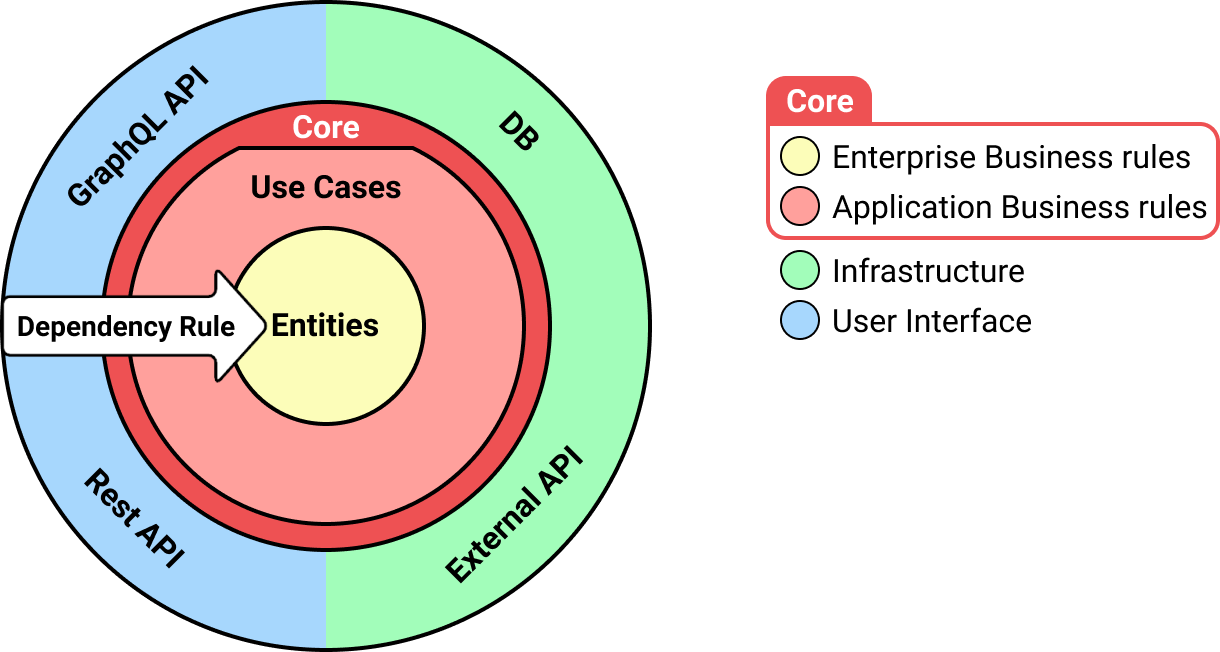 GraphQL API
DB
Core
Use Cases
Dependency Rule
Entities
Rest API
External API
Core
Enterprise Business rules
Application Business rules
Infrastructure
User Interface